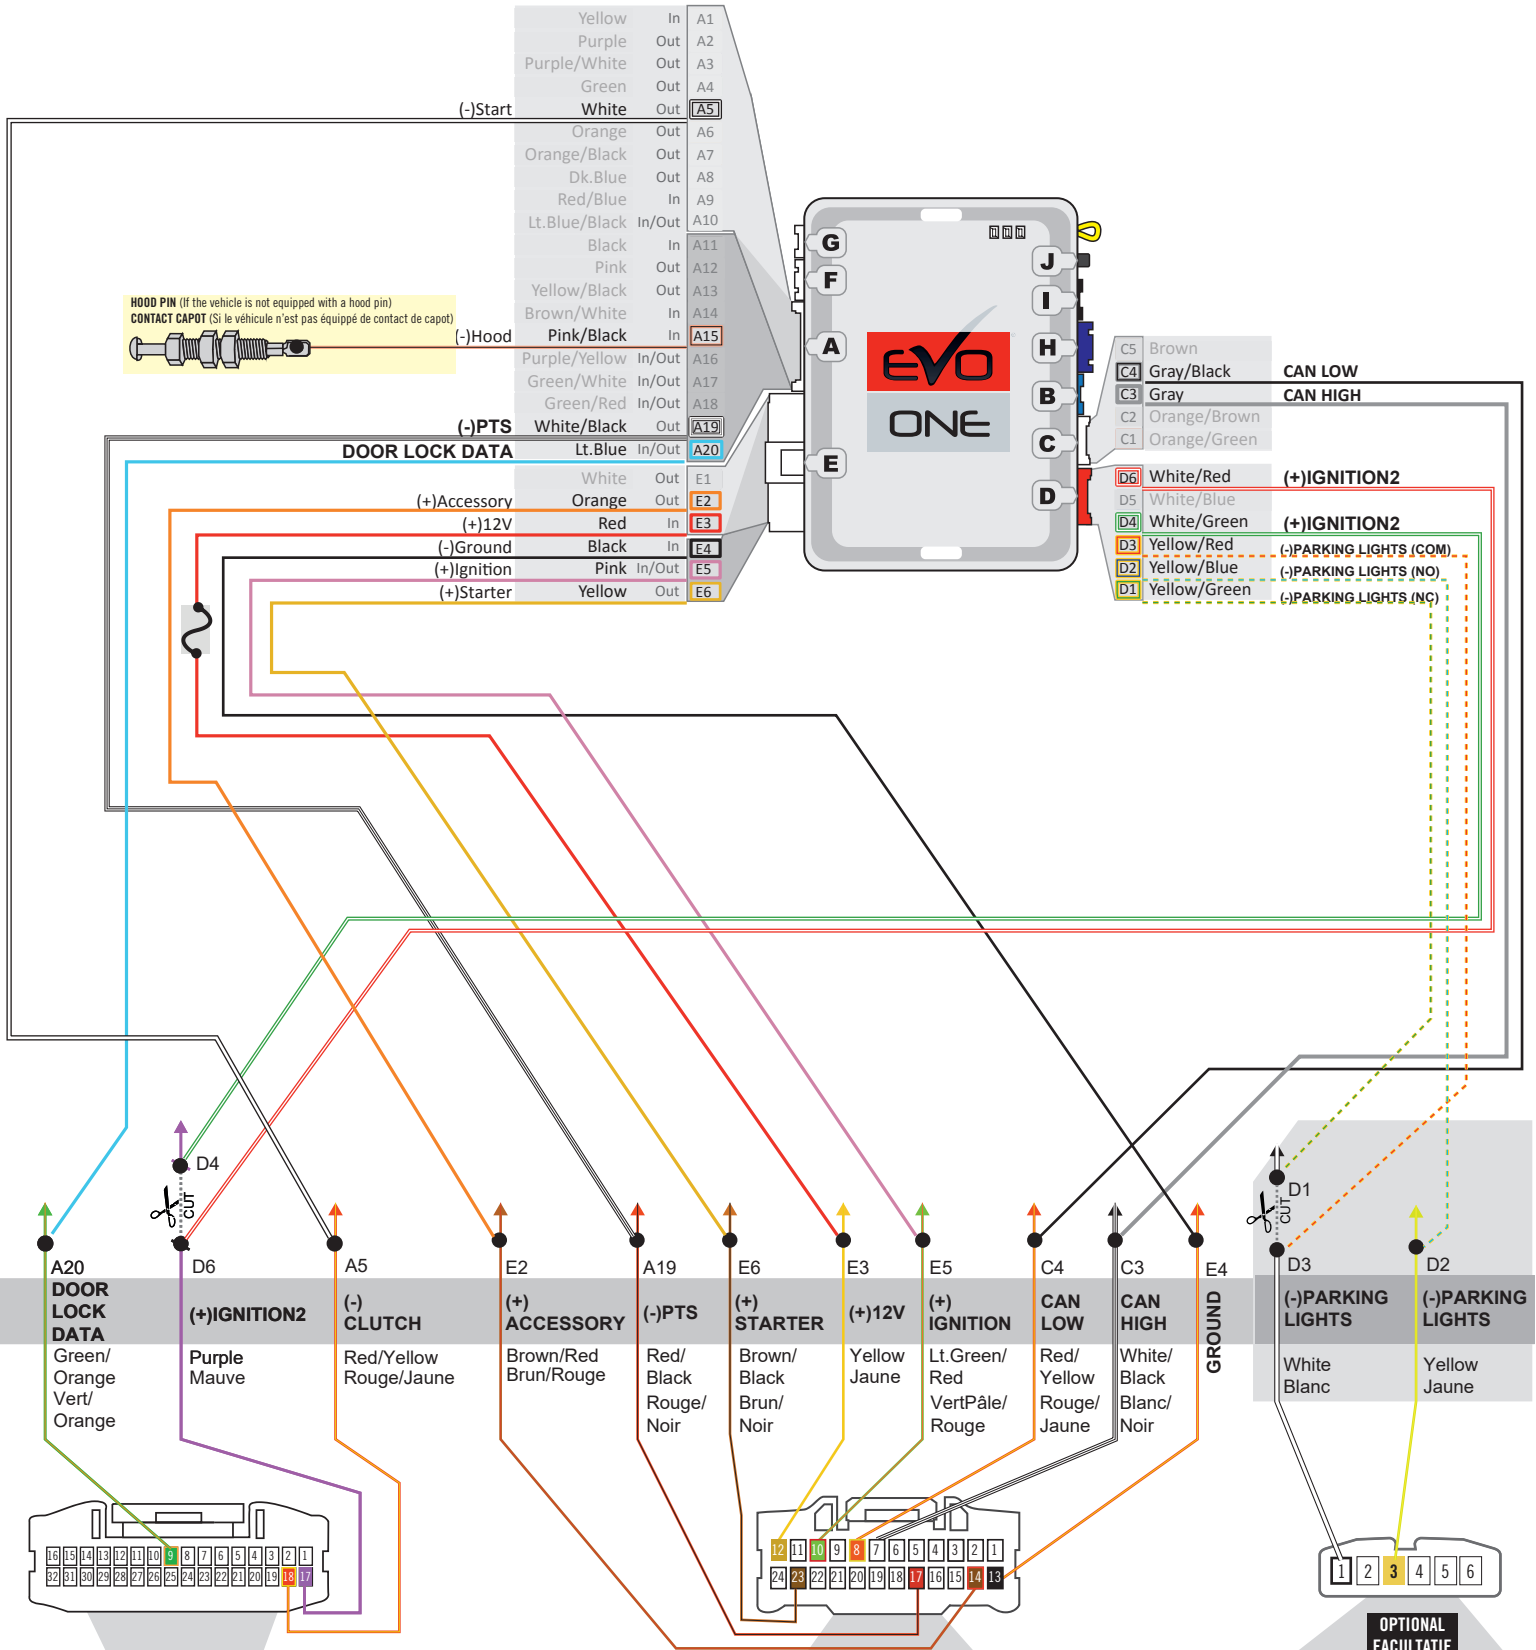 Yellow In A1
Purple Out A2
Purple/White Out A3
Green Out A4
(-)Start White Out A5
Orange Out A6
Orange/Black Out A7
Dk.Blue Out A8
Red/Blue In A9
Lt.Blue/Black In/Out A10
Black In A11
Pink Out A12
Yellow/Black Out A13
Brown/White In A14
HOOD PIN (If the vehicle is not equipped with a hood pin)
CONTACT CAPOT (Si le véhicule n'est pas équippé de contact de capot)
(-)Hood Pink/Black In A15
Purple/Yellow In/Out A16
Green/White In/Out A17
Green/Red In/Out A18
(-)PTS White/Black Out A19
DOOR LOCK DATA Lt.Blue In/Out A20
White Out E1
(+)Accessory Orange Out E2
(+)12V Red In E3
(-)Ground Black In E4
(+)Ignition Pink In/Out E5
(+)Starter Yellow Out E6
G
F
A
E
J
I
H
B
C
D
EVO
ONE
C5 Brown
C4 Gray/Black CAN LOW
C3 Gray CAN HIGH
C2 Orange/Brown
C1 Orange/Green
D6 White/Red (+)IGNITION2
D5 White/Blue
D4 White/Green (+)IGNITION2
D3 Yellow/Red (-)PARKING LIGHTS (COM)
D2 Yellow/Blue (-)PARKING LIGHTS (NO)
D1 Yellow/Green (-)PARKING LIGHTS (NC)
D4
CUT
D1
CUT
A20
DOOR
LOCK
DATA
Green/
Orange
Vert/
Orange
D6
(+)IGNITION2
Purple
Mauve
A5
(-)
CLUTCH
Red/Yellow
Rouge/Jaune
E2
(+)
ACCESSORY
Brown/Red
Brun/Rouge
A19
(-)PTS
Red/
Black
Rouge/
Noir
E6
(+)
STARTER
Brown/
Black
Brun/
Noir
E3
(+)12V
Yellow
Jaune
E5
(+)
IGNITION
Lt.Green/
Red
VertPâle/
Rouge
C4
CAN
LOW
Red/
Yellow
Rouge/
Jaune
C3
CAN
HIGH
White/
Black
Blanc/
Noir
E4
GROUND
D3
(-)PARKING
LIGHTS
White
Blanc
D2
(-)PARKING
LIGHTS
Yellow
Jaune
16 15 14 13 12 11 10 9 8 7 6 5 4 3 2 1
32 31 30 29 28 27 26 25 24 23 22 21 20 19 18 17
12 11 10 9 8 7 6 5 4 3 2 1
24 23 22 21 20 19 18 17 16 15 14 13
1 2 3 4 5 6
OPTIONAL
FACULTATIF